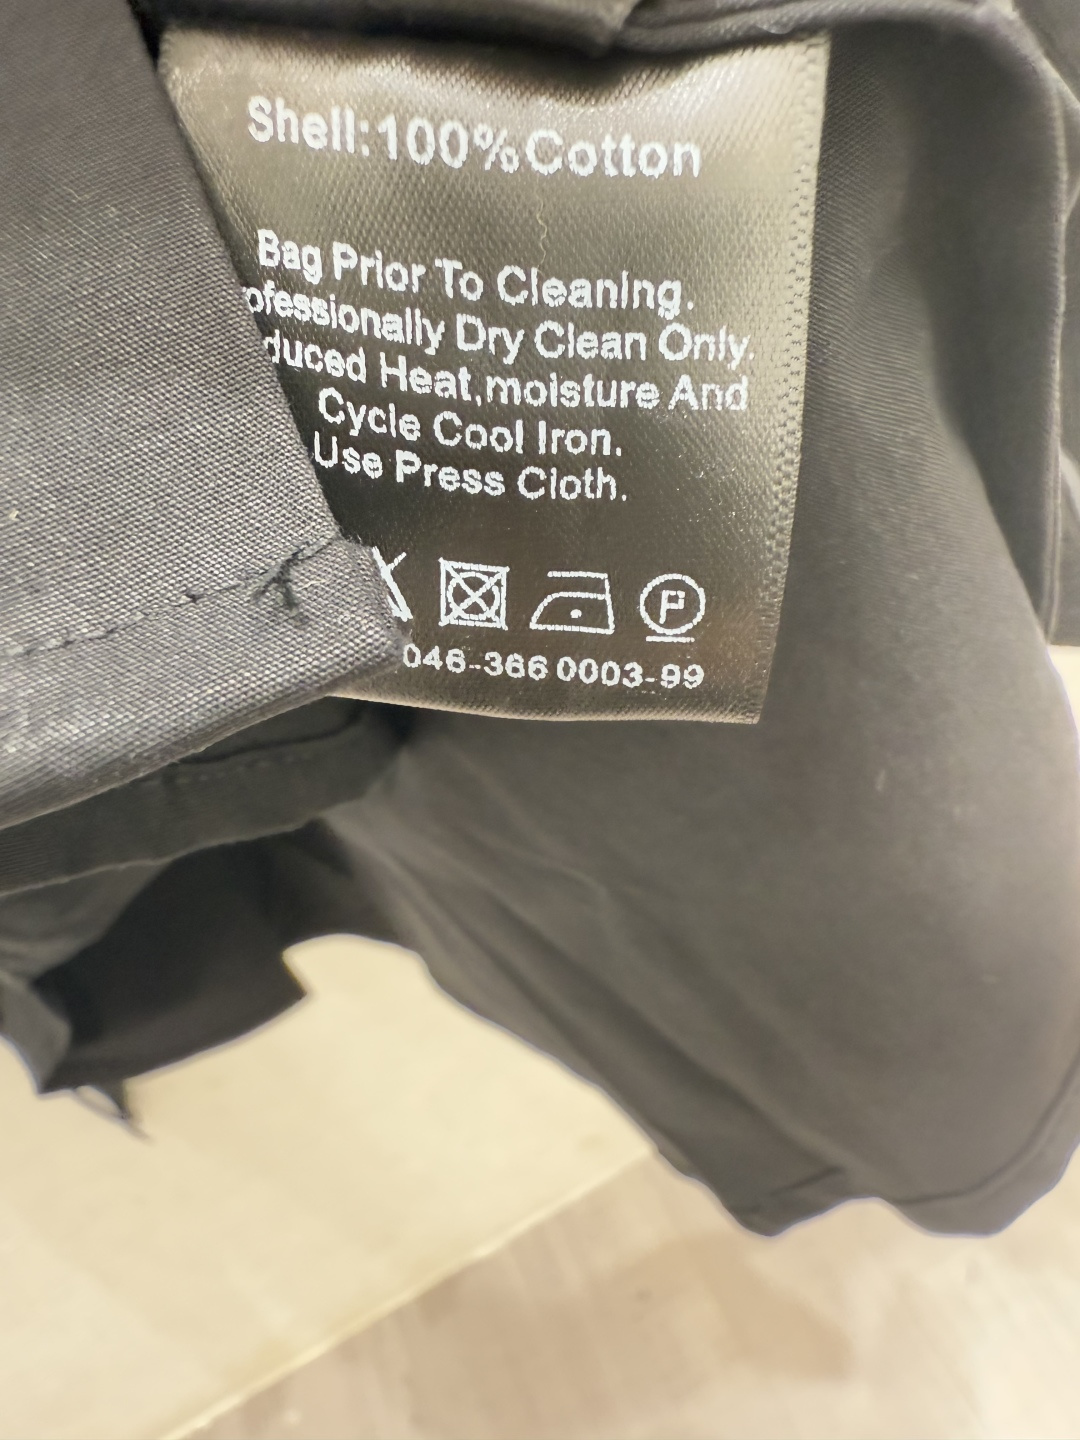 Shell:100%Cotton
Bag Prior To Cleaning.
ofessionally Dry Clean Only.
duced Heat,moisture And
Cycle Cool Iron.
Use Press Cloth.
P
046-366 0003-99